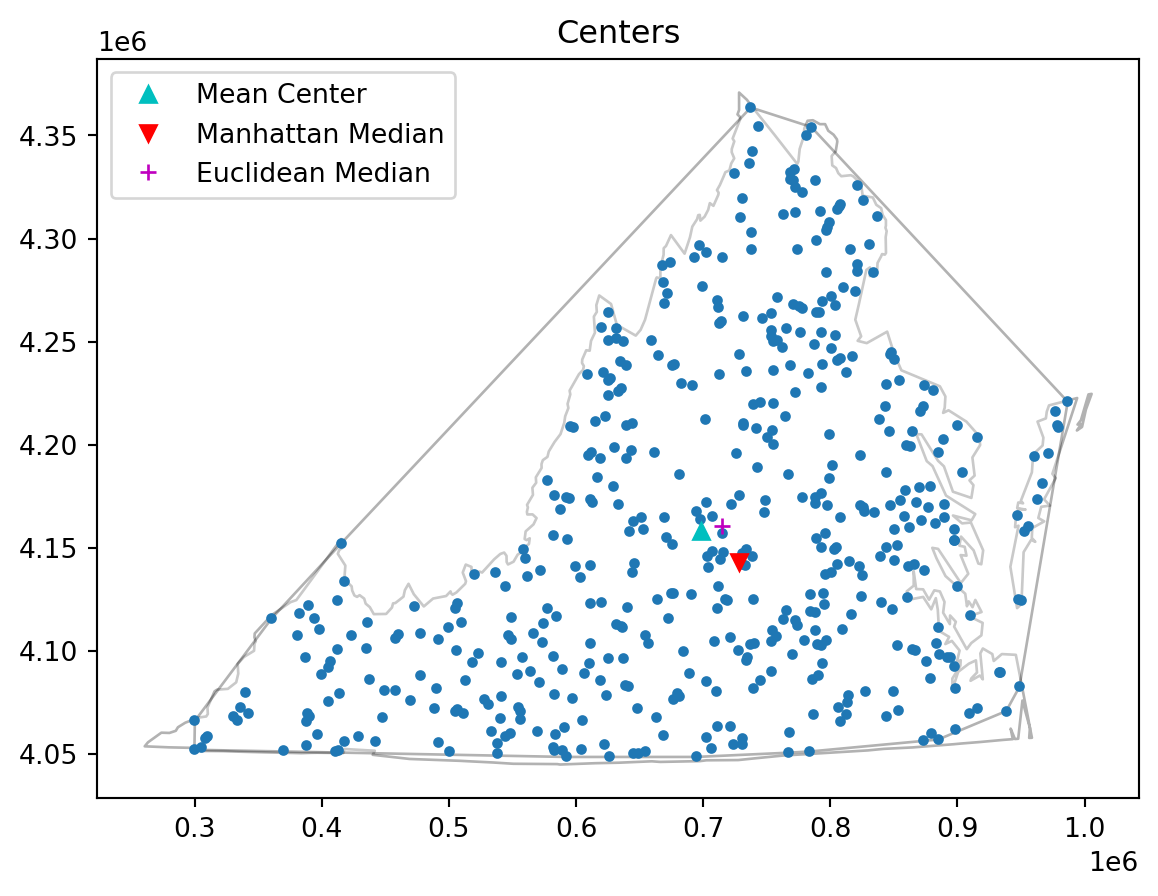 Centers
1e6
Mean Center
Manhattan Median
Euclidean Median
4.35
4.30
4.25
4.20
4.15
4.10
4.05
0.3 0.4 0.5 0.6 0.7 0.8 0.9 1.0
1e6